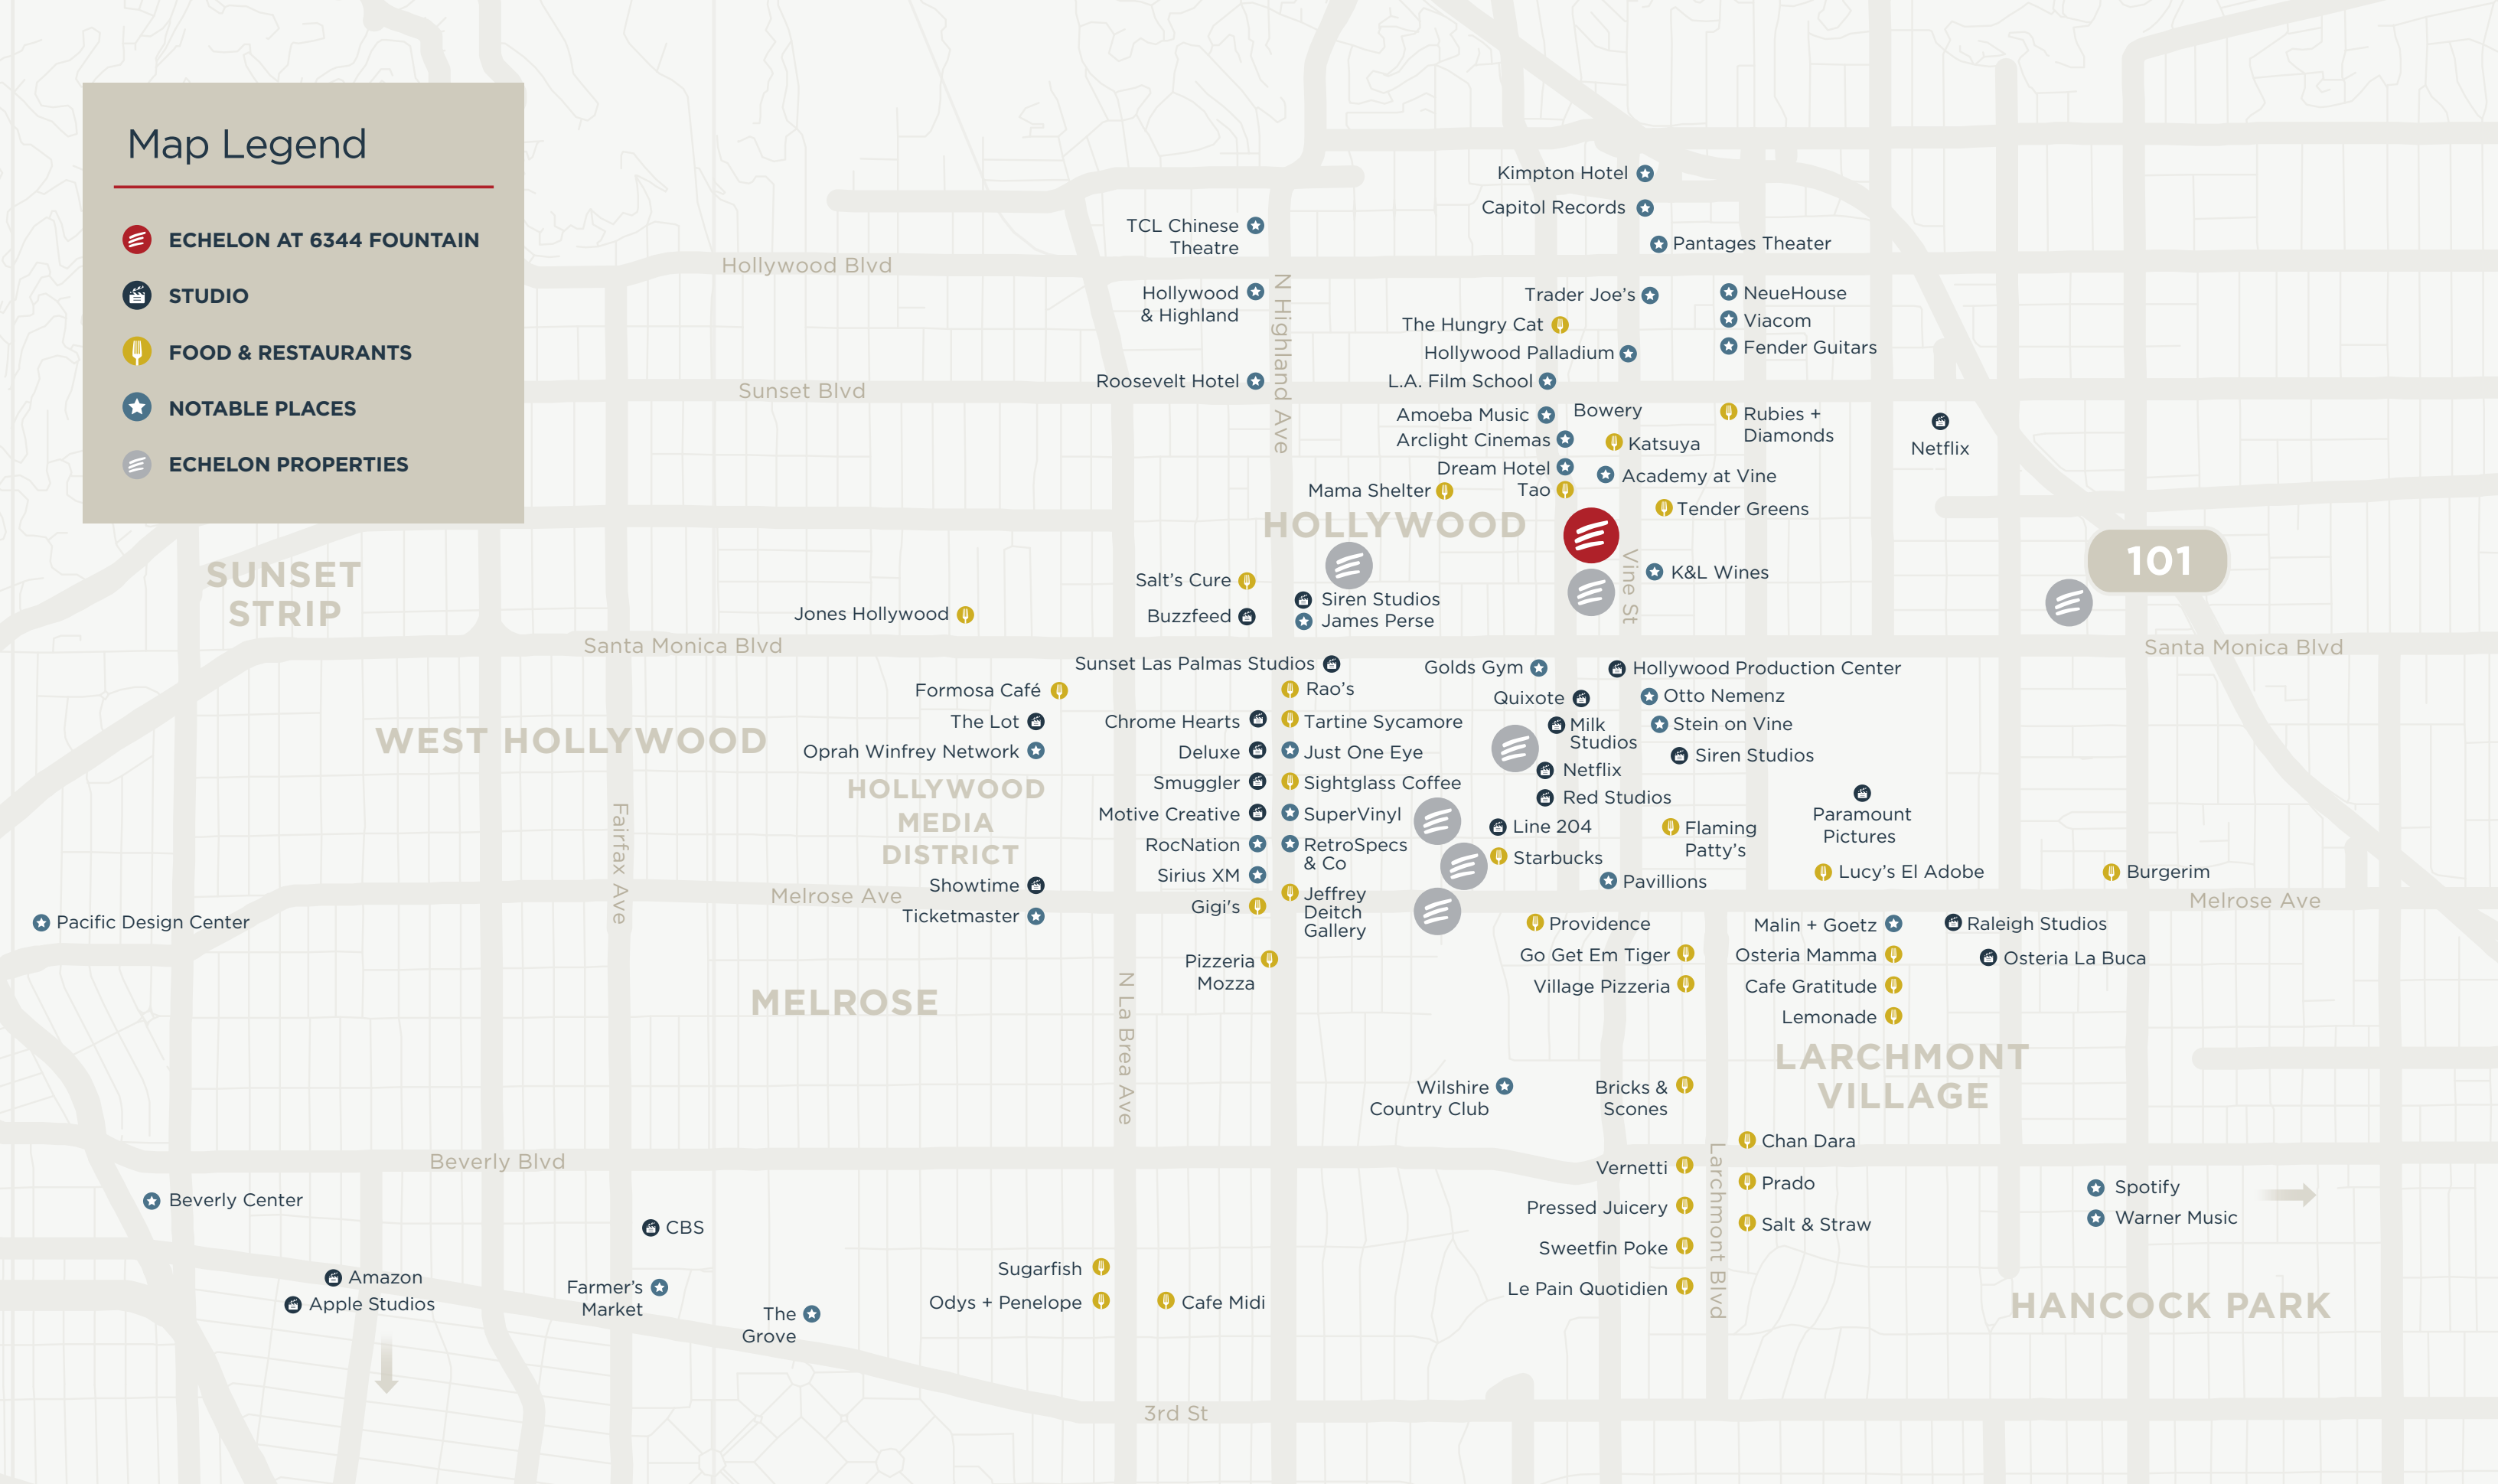 Map Legend
ECHELON AT 6344 FOUNTAIN
STUDIO
FOOD & RESTAURANTS
NOTABLE PLACES
ECHELON PROPERTIES
Kimpton Hotel
Capitol Records
TCL Chinese
Theatre
Pantages Theater
Hollywood Blvd
N Highland Ave
Hollywood
& Highland
Trader Joe's
NeueHouse
The Hungry Cat
Viacom
Hollywood Palladium
Fender Guitars
Roosevelt Hotel
L.A. Film School
Sunset Blvd
Amoeba Music
Bowery
Rubies +
Diamonds
Arclight Cinemas
Katsuya
Netflix
Dream Hotel
Academy at Vine
Mama Shelter
Tao
Tender Greens
HOLLYWOOD
101
SUNSET
STRIP
Salt's Cure
K&L Wines
Vine St
Siren Studios
Jones Hollywood
Buzzfeed
James Perse
Santa Monica Blvd
Santa Monica Blvd
Sunset Las Palmas Studios
Golds Gym
Hollywood Production Center
Formosa Café
Rao's
Quixote
Otto Nemenz
The Lot
Chrome Hearts
Tartine Sycamore
Milk
Studios
Stein on Vine
WEST HOLLYWOOD
Oprah Winfrey Network
Deluxe
Just One Eye
Siren Studios
Netflix
HOLLYWOOD
MEDIA
DISTRICT
Smuggler
Sightglass Coffee
Red Studios
Fairfax Ave
Motive Creative
SuperVinyl
Paramount
Pictures
Line 204
Flaming
Patty's
RocNation
RetroSpecs
& Co
Starbucks
Sirius XM
Lucy's El Adobe
Burgerim
Showtime
Pavillions
Melrose Ave
Melrose Ave
Gigi's
Jeffrey
Deitch
Gallery
Ticketmaster
Pacific Design Center
Providence
Malin + Goetz
Raleigh Studios
Pizzeria
Mozza
Go Get Em Tiger
Osteria Mamma
Osteria La Buca
Village Pizzeria
Cafe Gratitude
MELROSE
N La Brea Ave
Lemonade
LARCHMONT
VILLAGE
Wilshire
Country Club
Bricks &
Scones
Chan Dara
Larchmont Blvd
Beverly Blvd
Vernetti
Prado
Spotify
Beverly Center
Pressed Juicery
Warner Music
CBS
Salt & Straw
Sweetfin Poke
Sugarfish
Amazon
Farmer's
Market
Le Pain Quotidien
Apple Studios
Odys + Penelope
Cafe Midi
HANCOCK PARK
The
Grove
3rd St